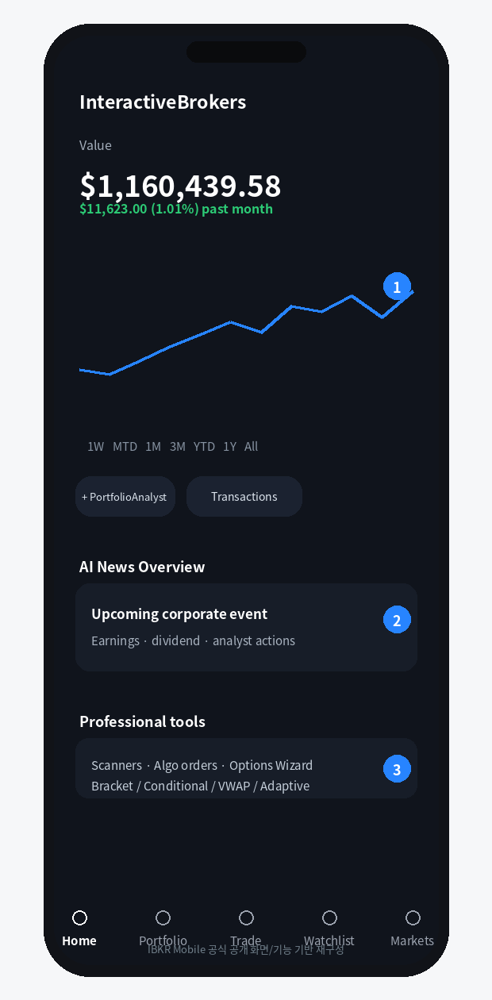 InteractiveBrokers
Value
$1,160,439.58
$11,623.00 (1.01%) past month
1
1W MTD 1M 3M YTD 1Y All
+ PortfolioAnalyst Transactions
AI News Overview
Upcoming corporate event
2
Earnings · dividend · analyst actions
Professional tools
Scanners · Algo orders · Options Wizard
3
Bracket / Conditional / VWAP / Adaptive
Home Portfolio Trade Watchlist Markets
IBKR Mobile 공식 공개 화면/기능 기반 재구성